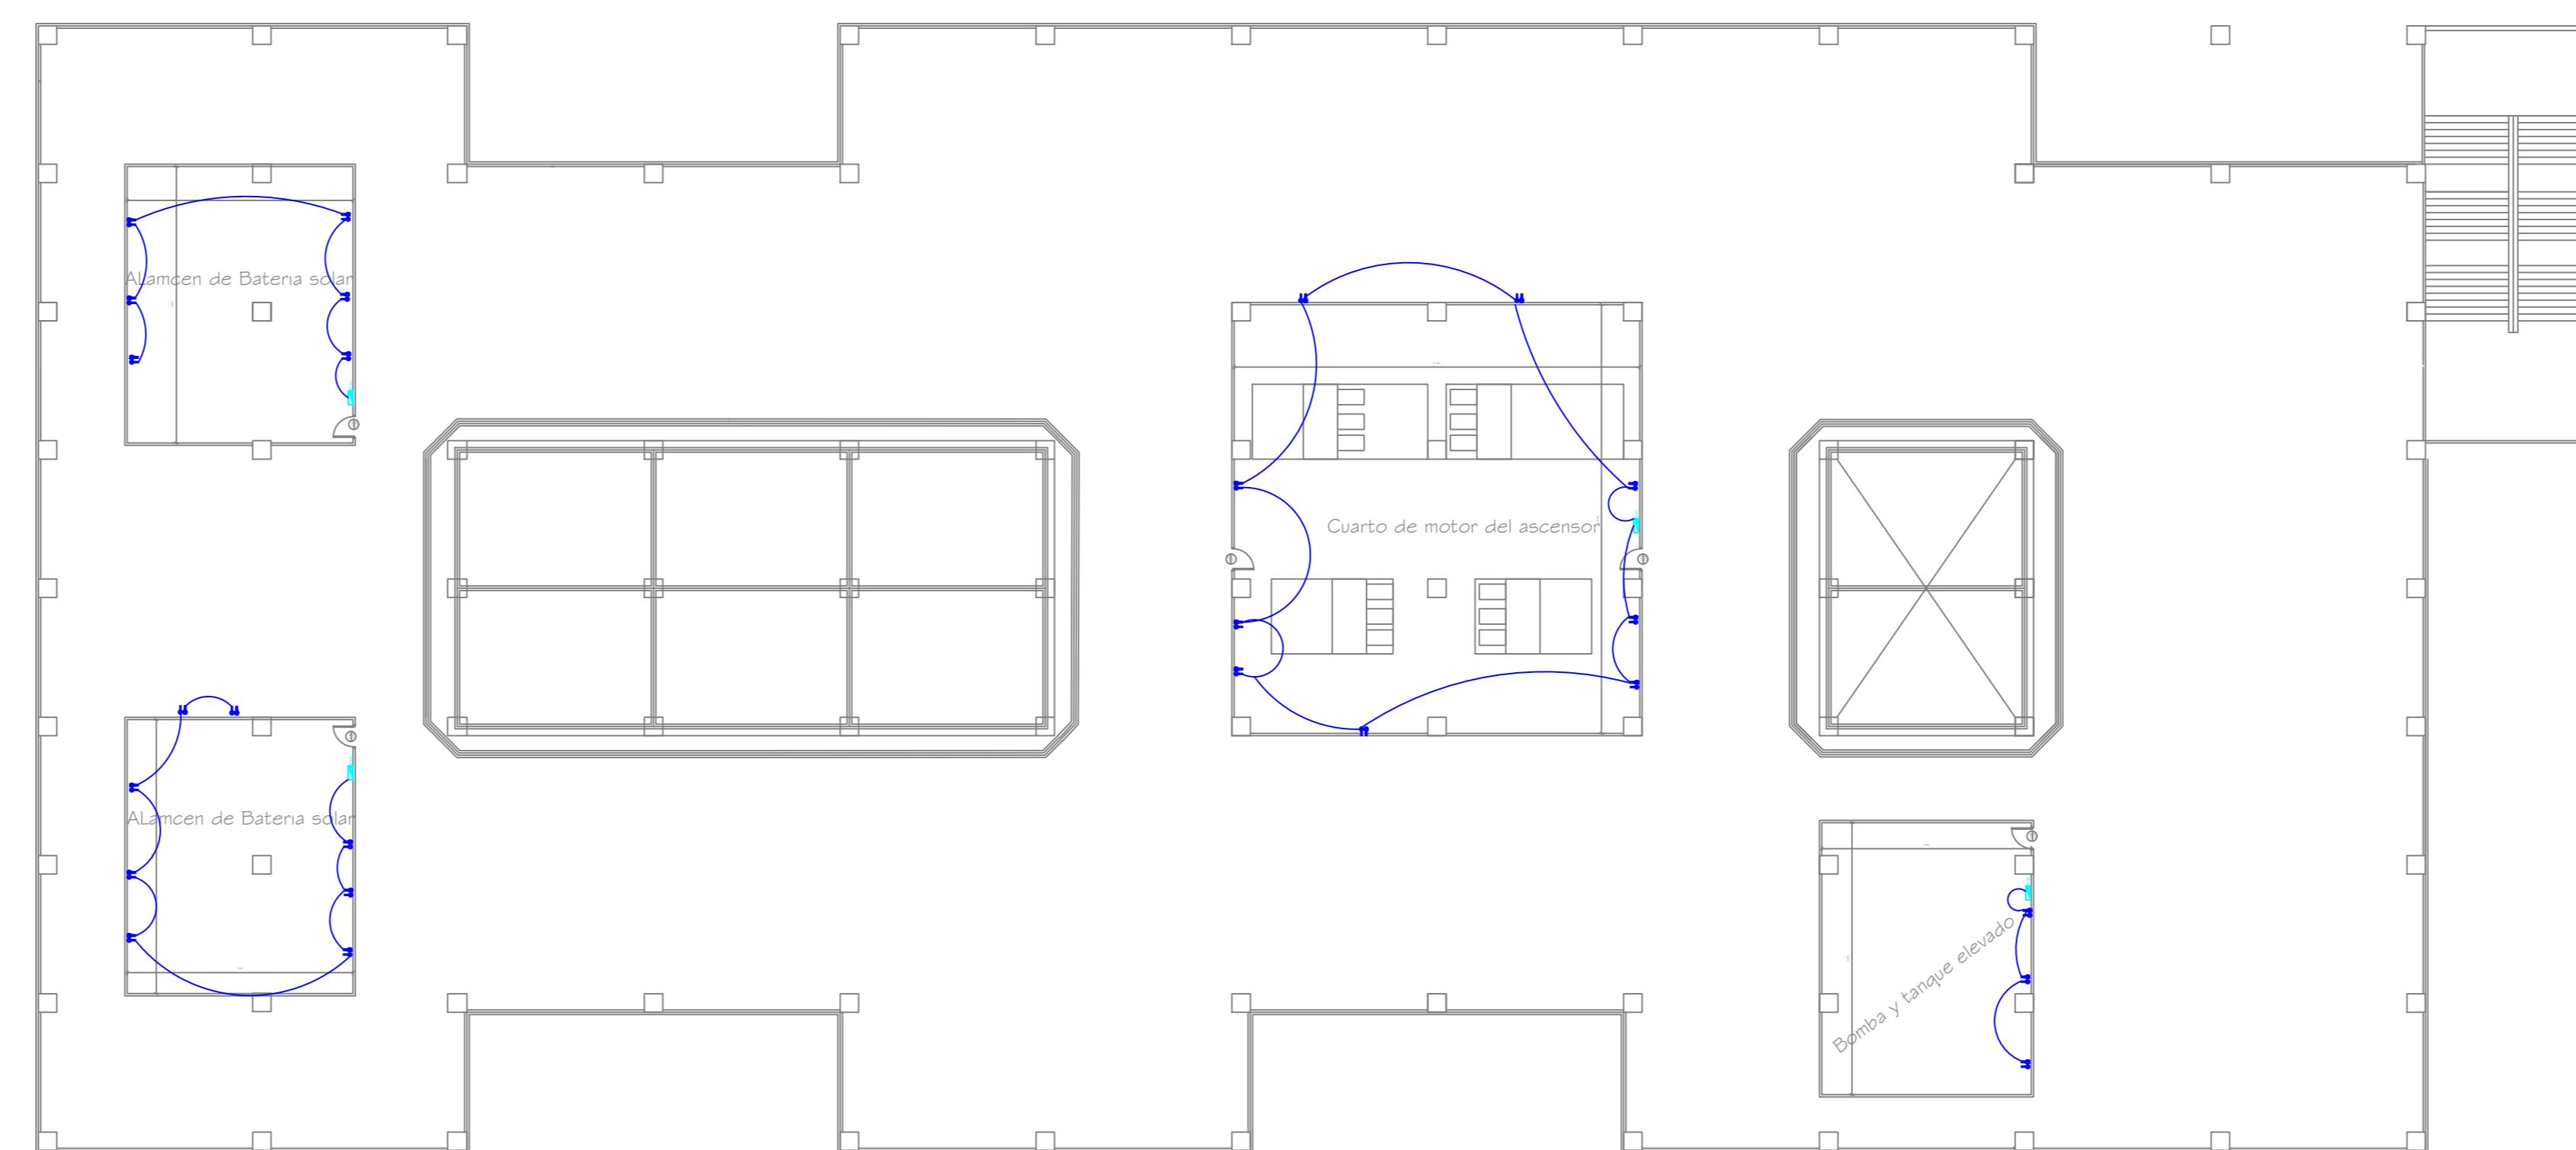 ALamcen de Bateria solar
Cuarto de motor del ascensor
ALamcen de Bateria solar
Bomba y tanque elevado